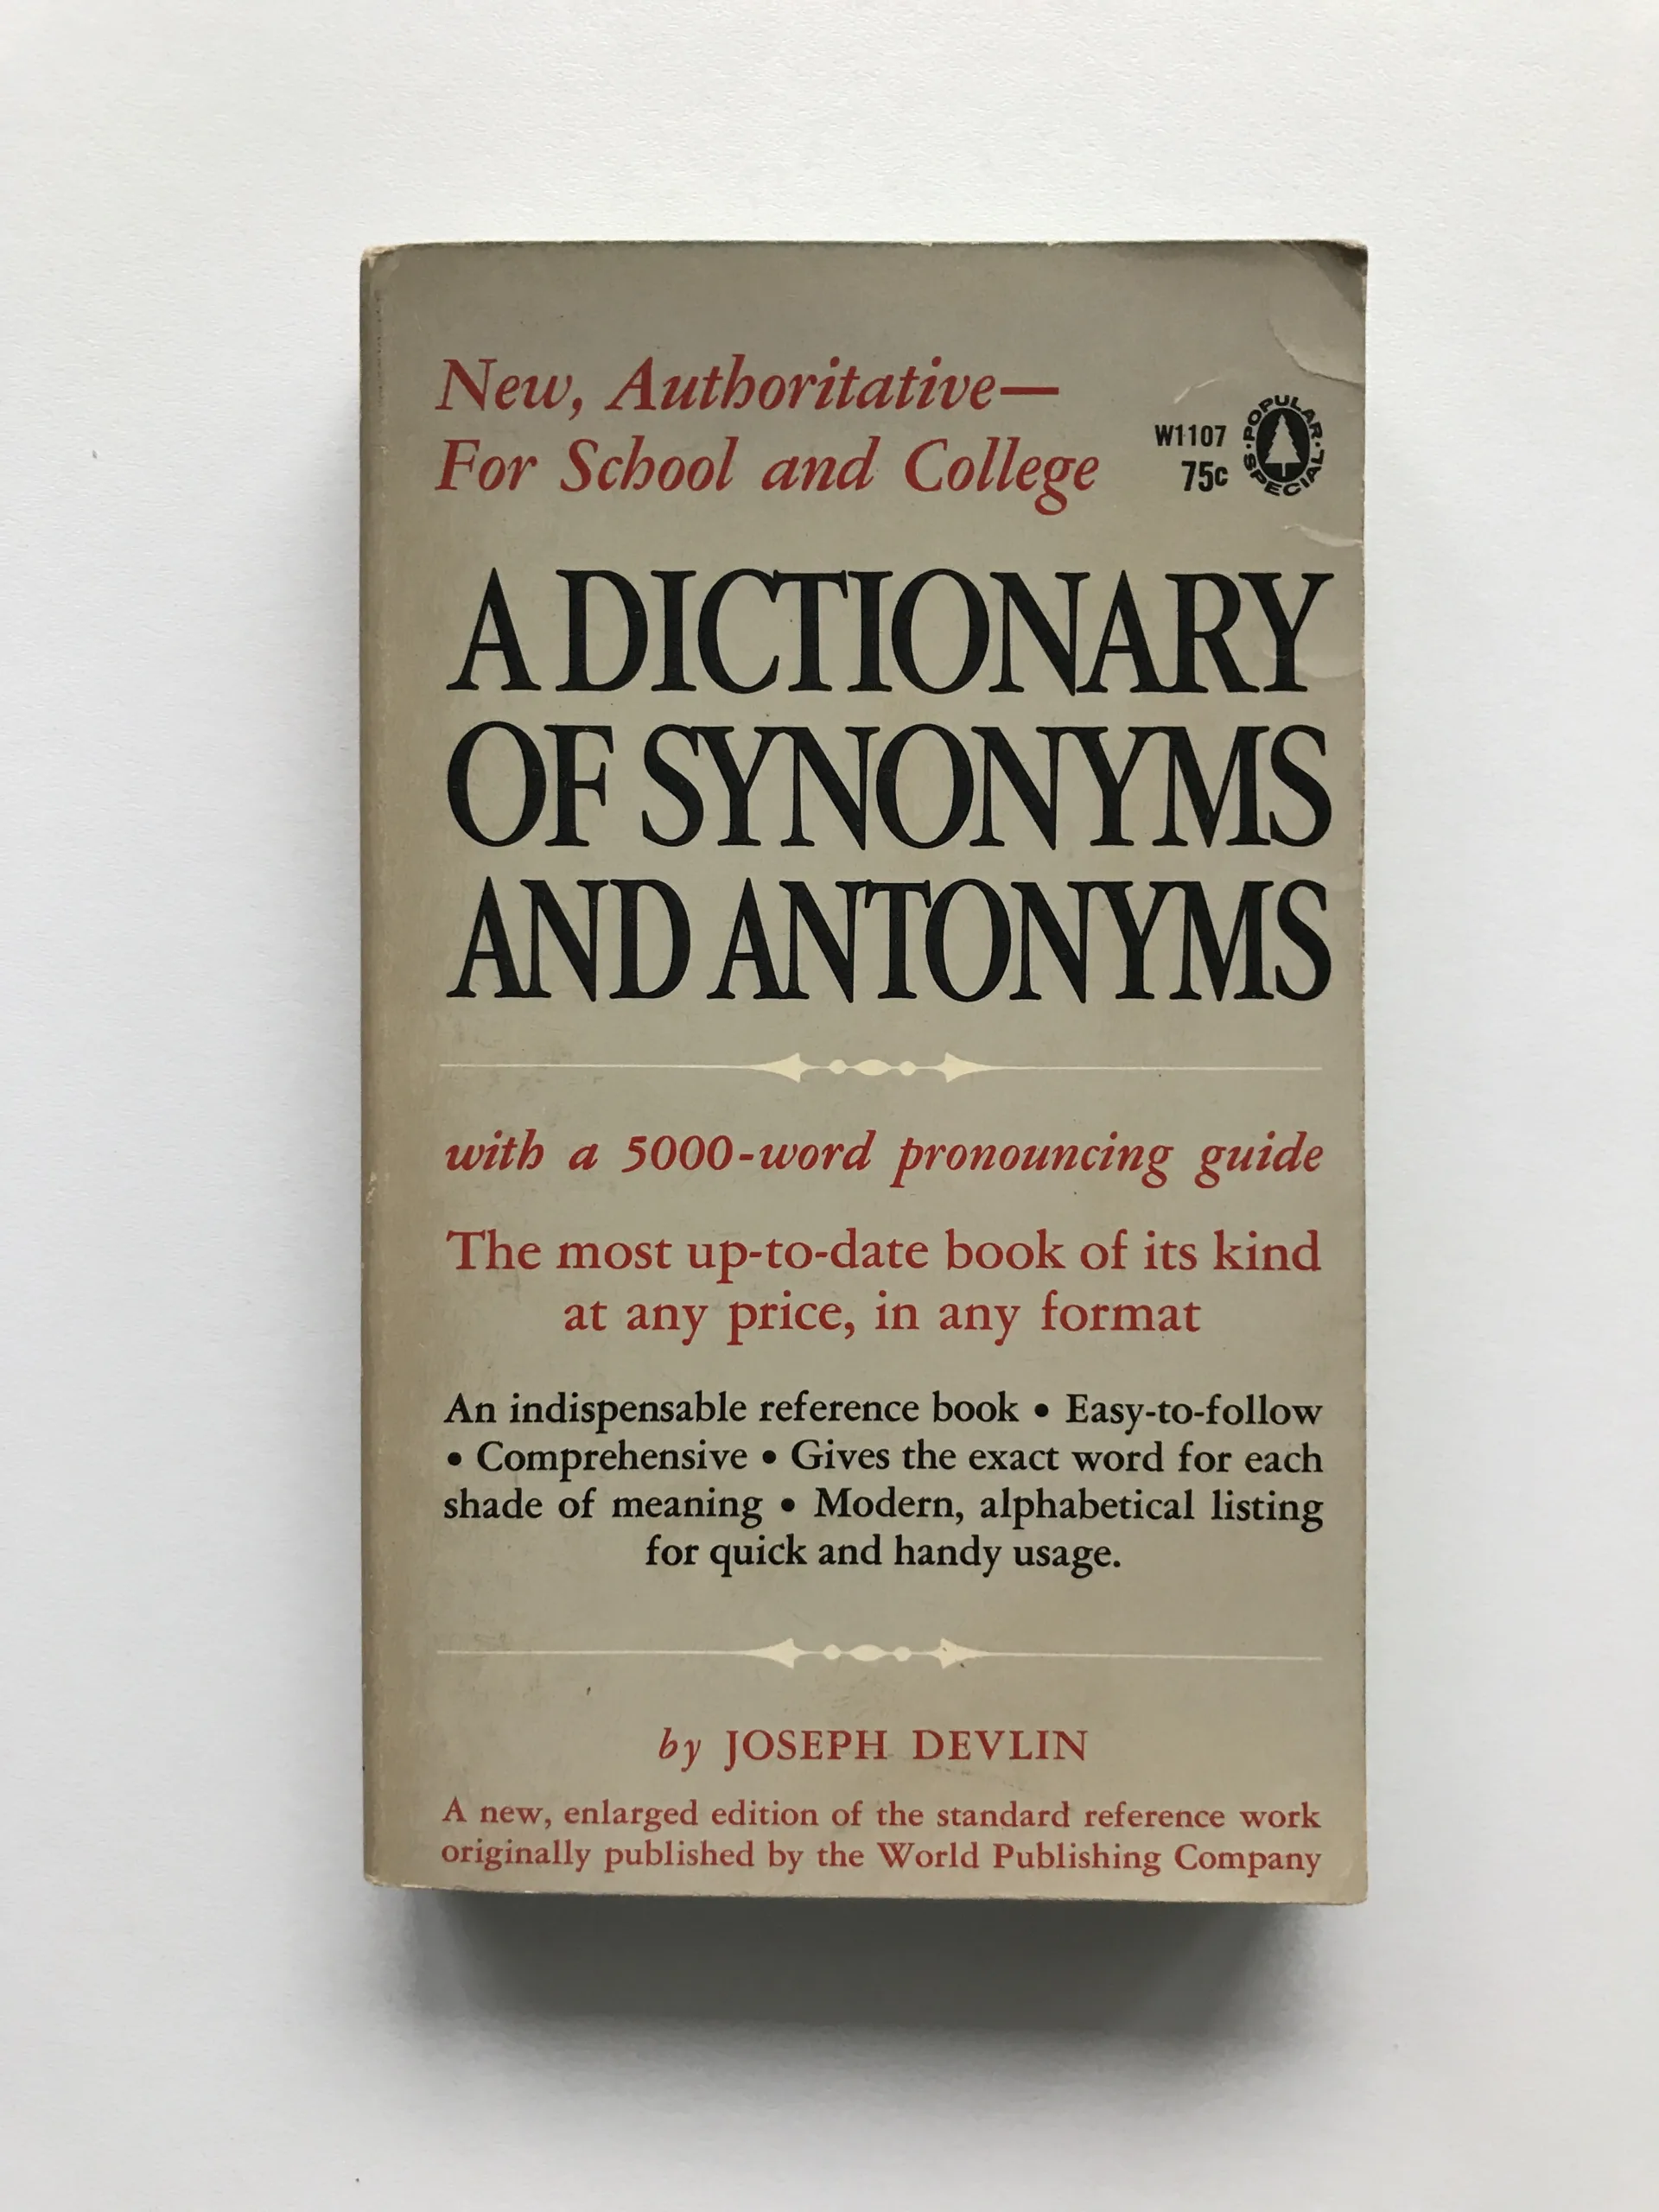 New, Authoritative—
For School and College
W1107
75c
·POPULAR·
SPECIAL
A DICTIONARY
OF SYNONYMS
AND ANTONYMS
with a 5000-word pronouncing guide
The most up-to-date book of its kind
at any price, in any format
An indispensable reference book • Easy-to-follow
• Comprehensive • Gives the exact word for each
shade of meaning • Modern, alphabetical listing
for quick and handy usage.
by JOSEPH DEVLIN
A new, enlarged edition of the standard reference work
originally published by the World Publishing Company